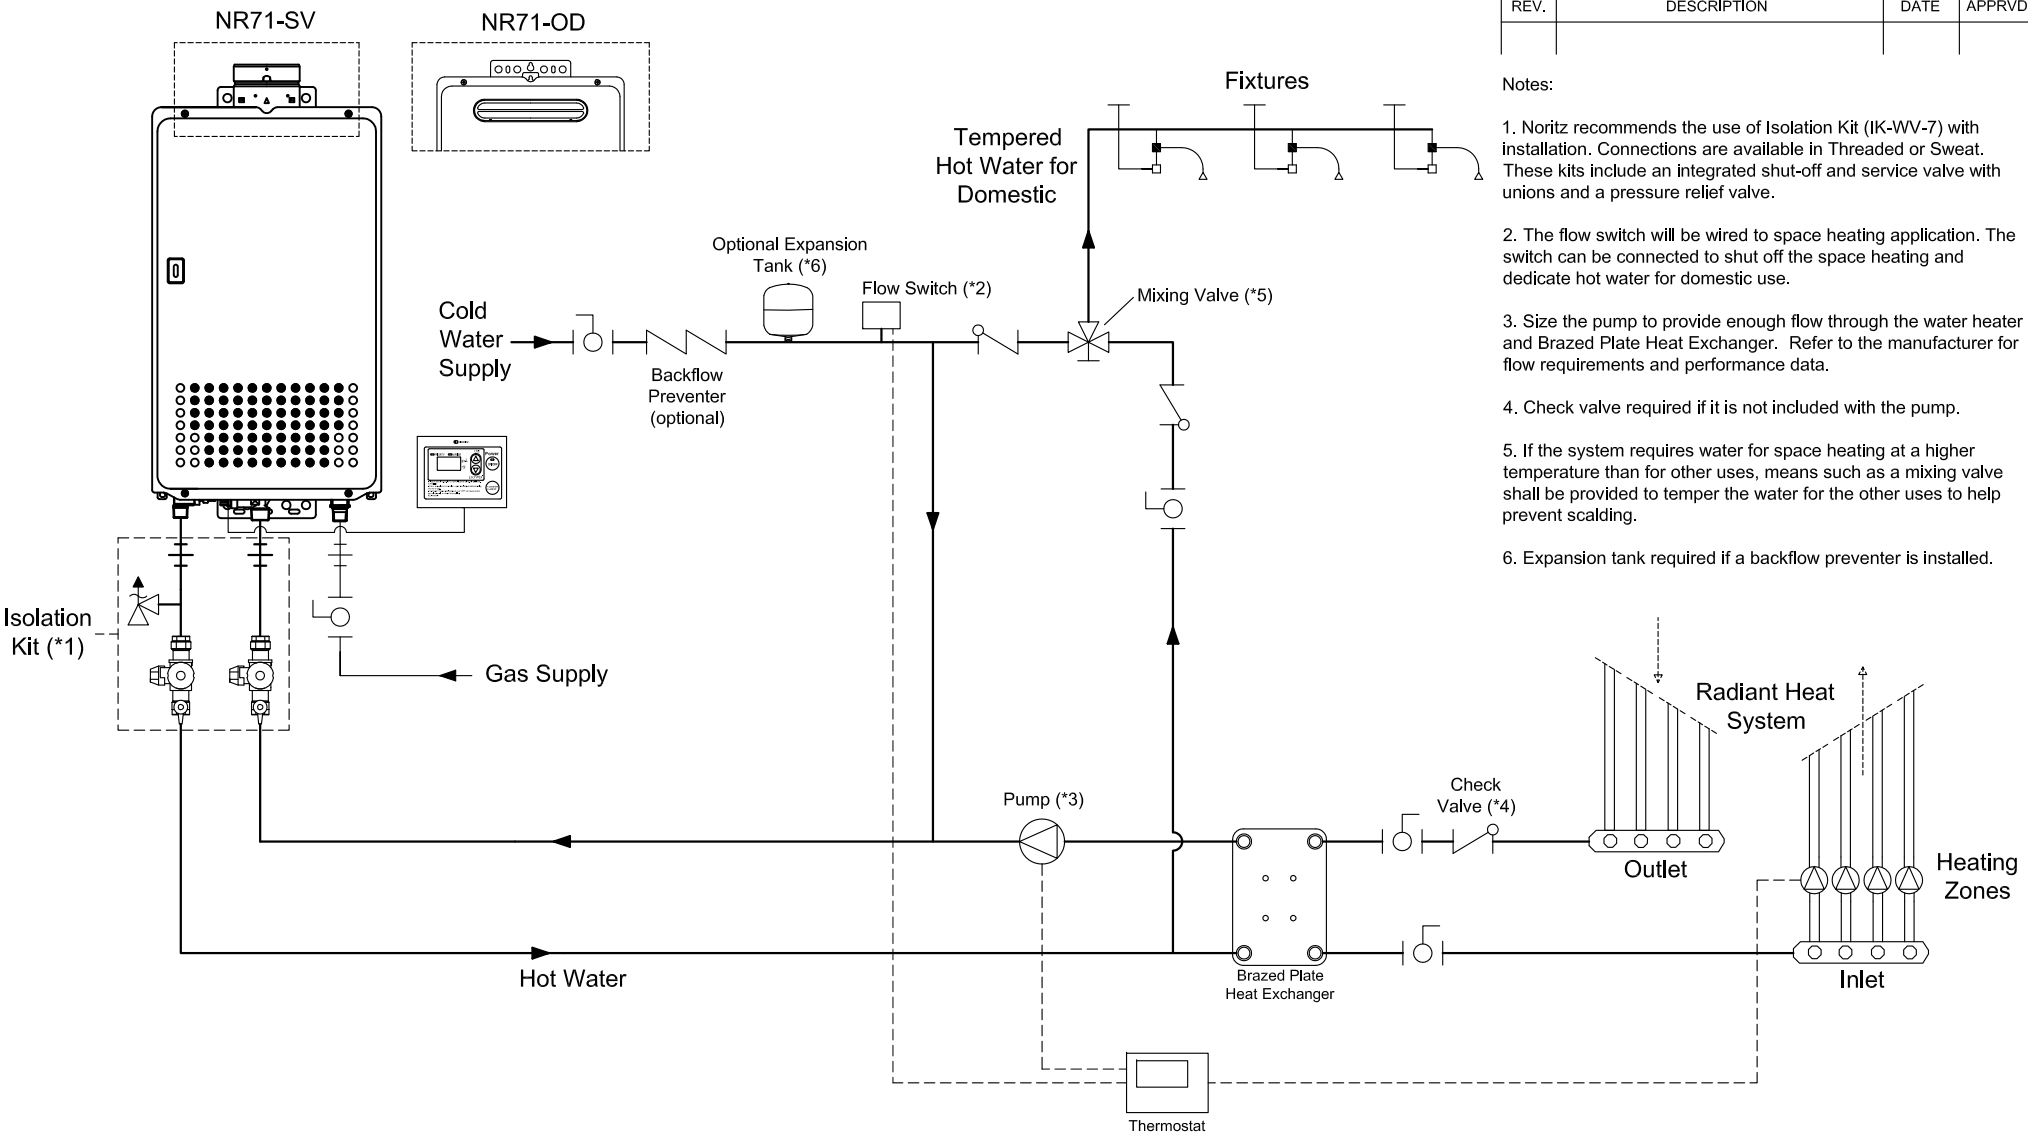 NR71-SV
NR71-OD
REV.
DESCRIPTION
DATE
APPRVD
Fixtures
Tempered
Hot Water for
Domestic
Notes:
1. Noritz recommends the use of Isolation Kit (IK-WV-7) with
installation. Connections are available in Threaded or Sweat.
These kits include an integrated shut-off and service valve with
unions and a pressure relief valve.
2. The flow switch will be wired to space heating application. The
switch can be connected to shut off the space heating and
dedicate hot water for domestic use.
3. Size the pump to provide enough flow through the water heater
and Brazed Plate Heat Exchanger. Refer to the manufacturer for
flow requirements and performance data.
4. Check valve required if it is not included with the pump.
5. If the system requires water for space heating at a higher
temperature than for other uses, means such as a mixing valve
shall be provided to temper the water for the other uses to help
prevent scalding.
6. Expansion tank required if a backflow preventer is installed.
Optional Expansion
Tank (*6)
Flow Switch (*2)
Mixing Valve (*5)
Cold
Water
Supply
Backflow
Preventer
(optional)
Isolation
Kit (*1)
Gas Supply
Radiant Heat
System
Pump (*3)
Check
Valve (*4)
Outlet
Heating
Zones
Hot Water
Brazed Plate
Heat Exchanger
Inlet
Thermostat